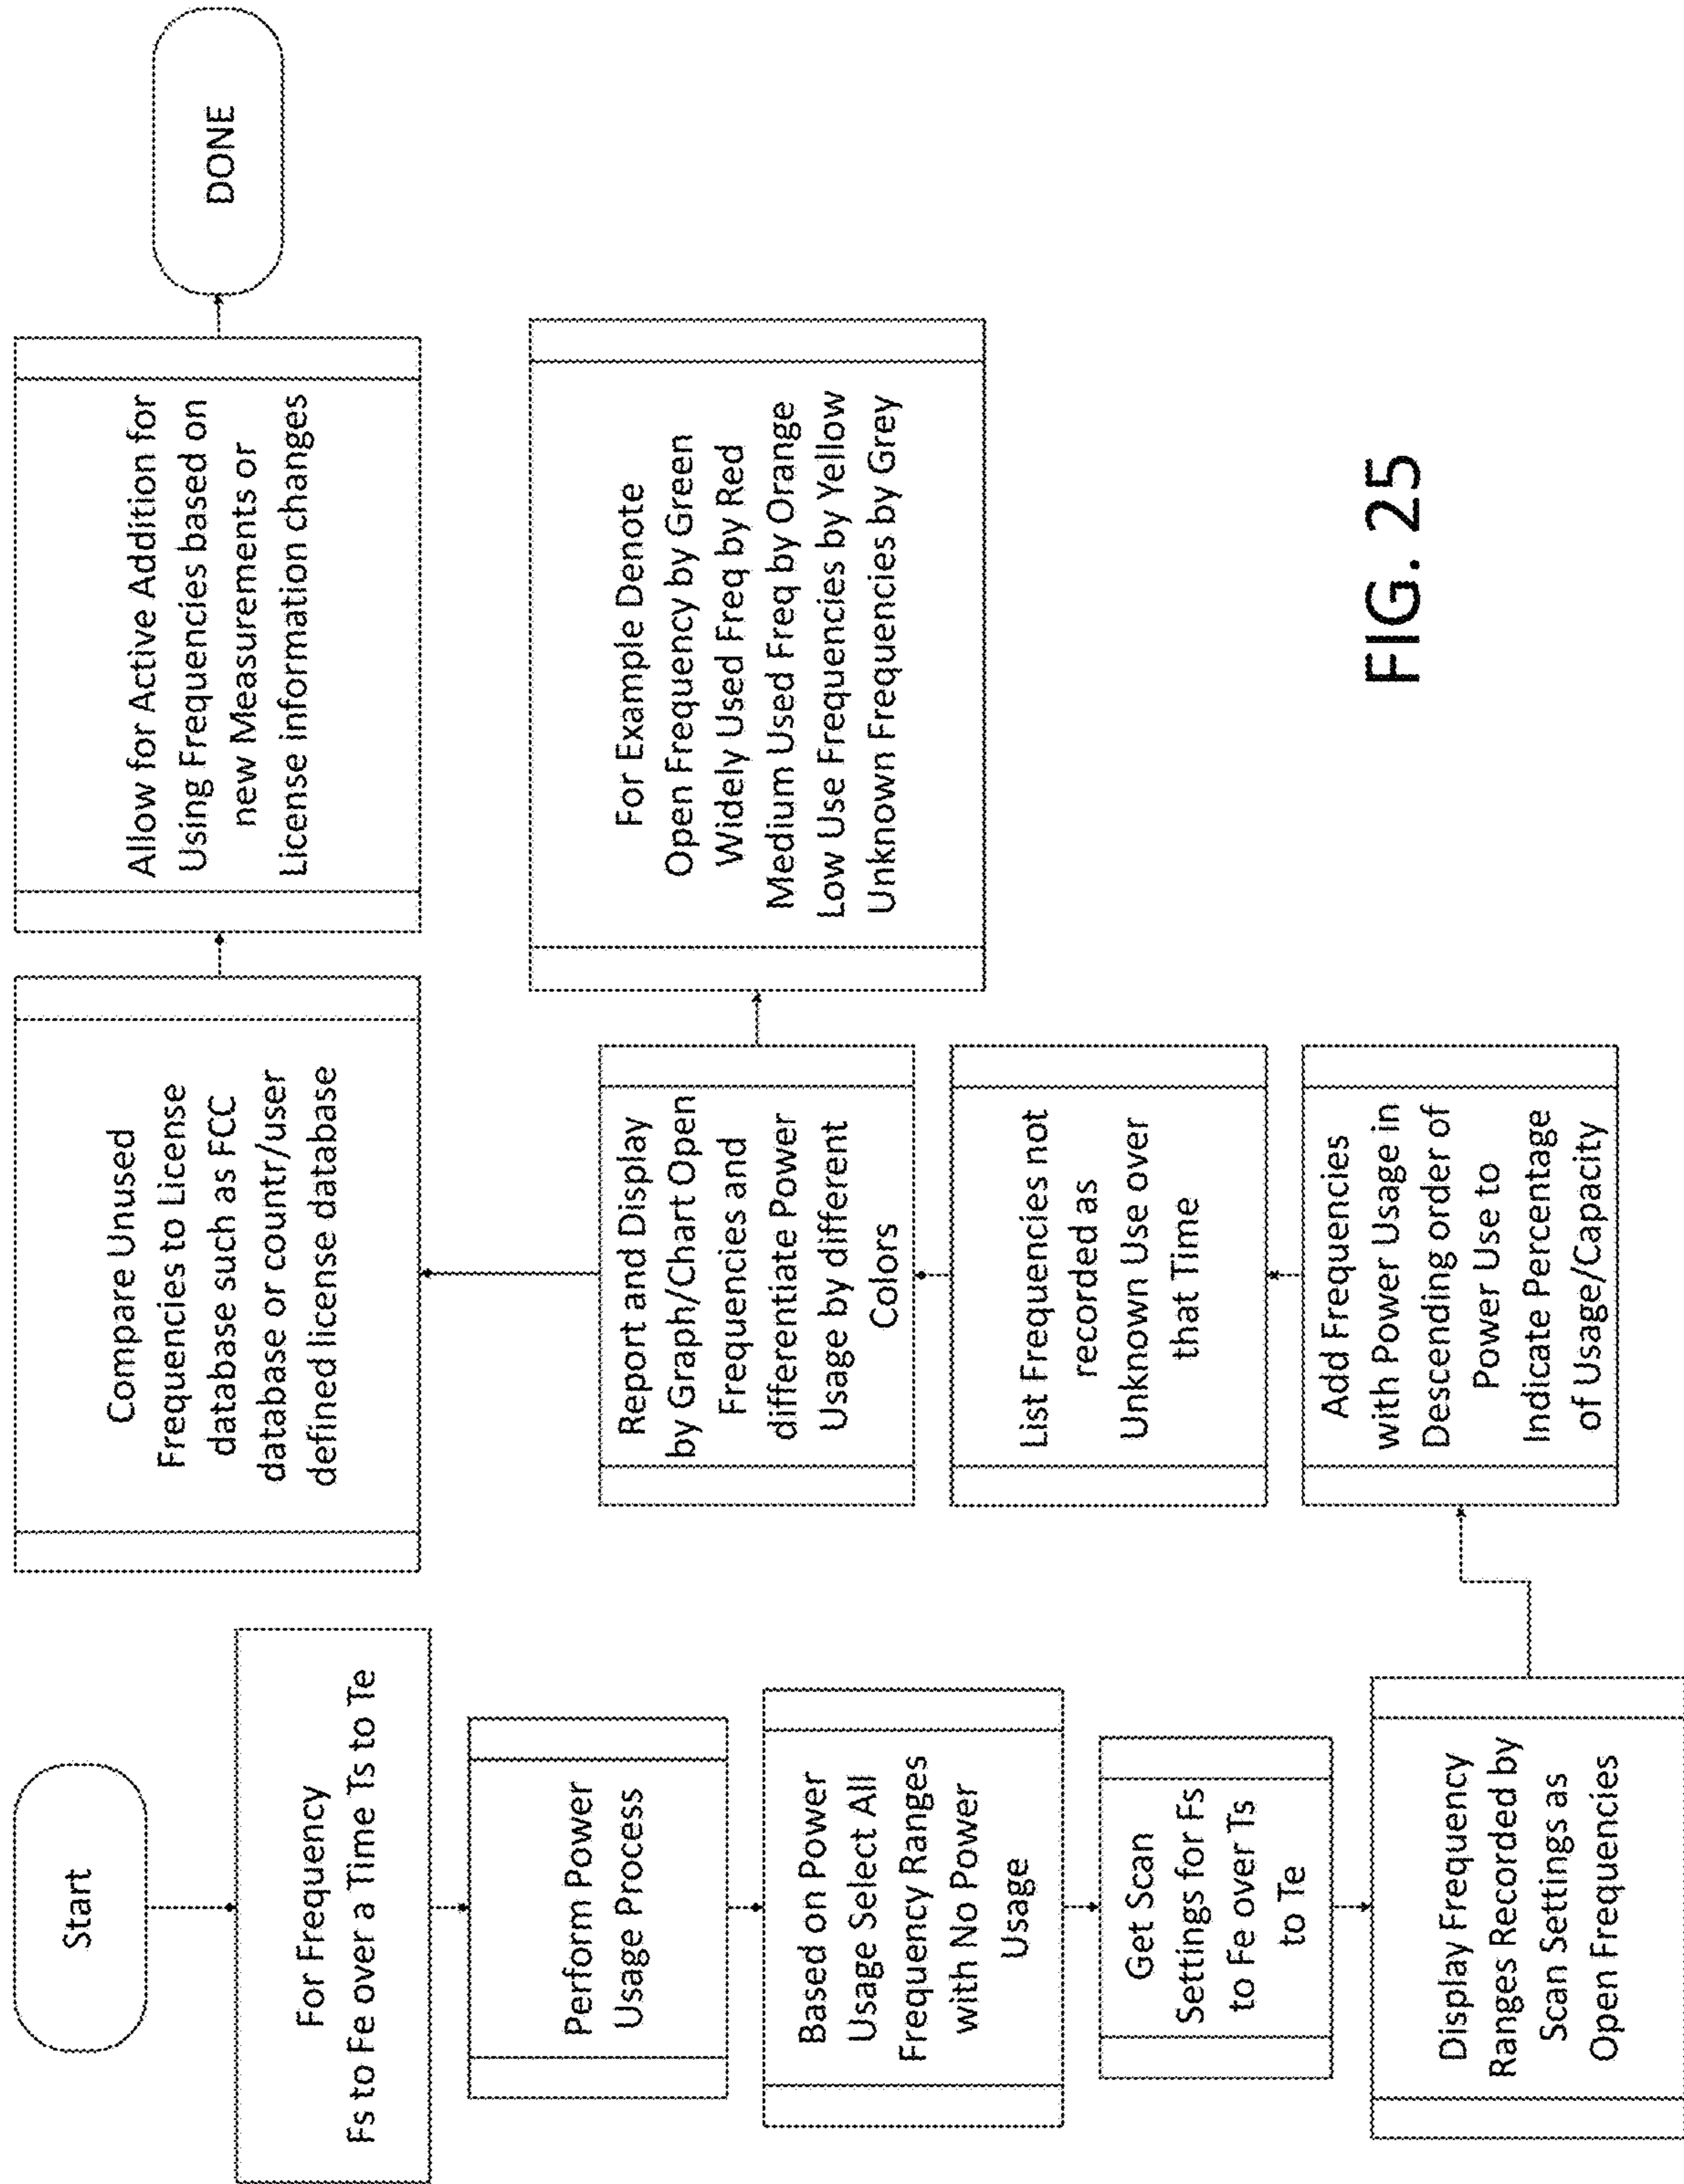 Start
For Frequency
Fs to Fe over a Time Ts to Te
Perform Power
Usage Process
Based on Power
Usage Select All
Frequency Ranges
with No Power
Usage
Get Scan
Settings for Fs
to Fe over Ts
to Te
Display Frequency
Ranges Recorded by
Scan Settings as
Open Frequencies
Add Frequencies
with Power Usage in
Descending order of
Power Use to
Indicate Percentage
of Usage/Capacity
List Frequencies not
recorded as
Unknown Use over
that Time
Report and Display
by Graph/Chart Open
Frequencies and
differentiate Power
Usage by different
Colors
For Example Denote
Open Frequency by Green
Widely Used Freq by Red
Medium Used Freq by Orange
Low Use Frequencies by Yellow
Unknown Frequencies by Grey
Compare Unused
Frequencies to License
database such as FCC
database or countr/user
defined license database
Allow for Active Addition for
Using Frequencies based on
new Measurements or
License information changes
DONE
FIG. 25